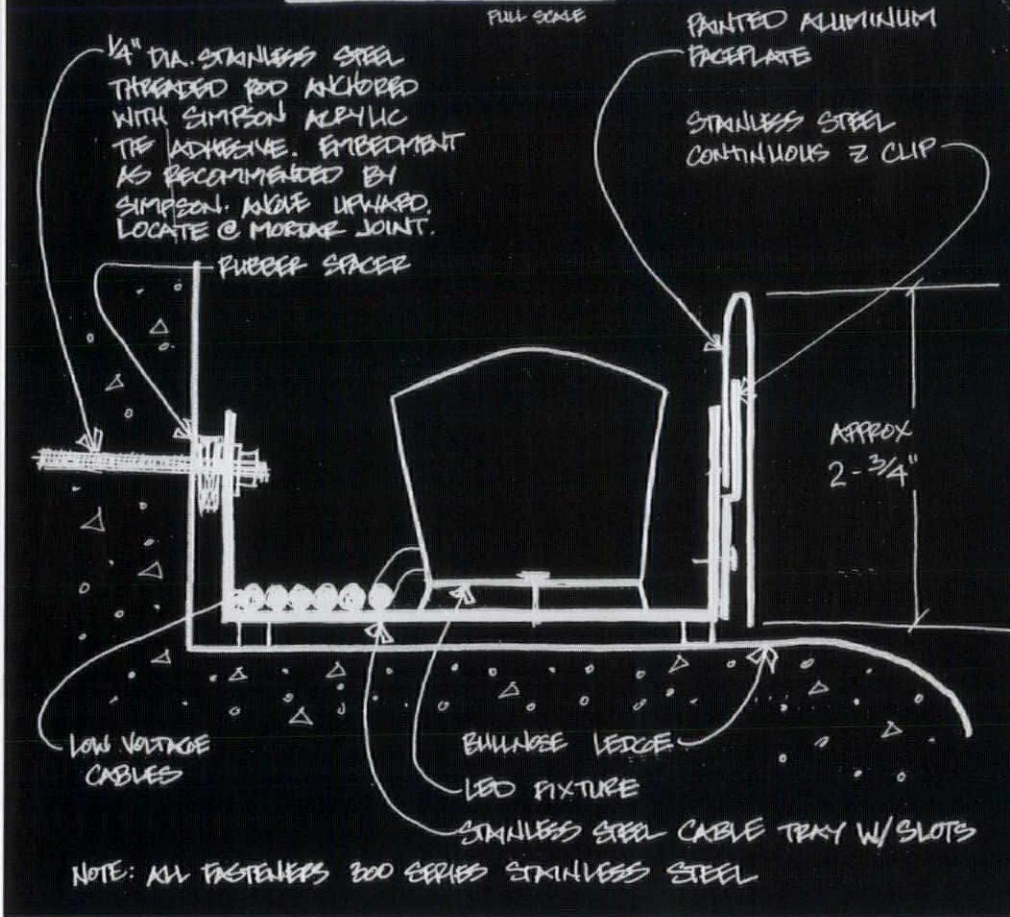 FULL SCALE
1/4" DIA. STAINLESS STEEL
THREADED ROD ANCHORED
WITH SIMPSON ACRYLIC
TIE ADHESIVE. EMBEDMENT
AS RECOMMENDED BY
SIMPSON. ANGLE UPWARD.
LOCATE @ MORTAR JOINT.
RUBBER SPACER
PAINTED ALUMINUM
FACEPLATE
STAINLESS STEEL
CONTINUOUS Z CLIP
APPROX
2-3/4"
LOW VOLTAGE
CABLES
BULLNOSE LEDGE
LED FIXTURE
STAINLESS STEEL CABLE TRAY W/SLOTS
NOTE: ALL FASTENERS 300 SERIES STAINLESS STEEL